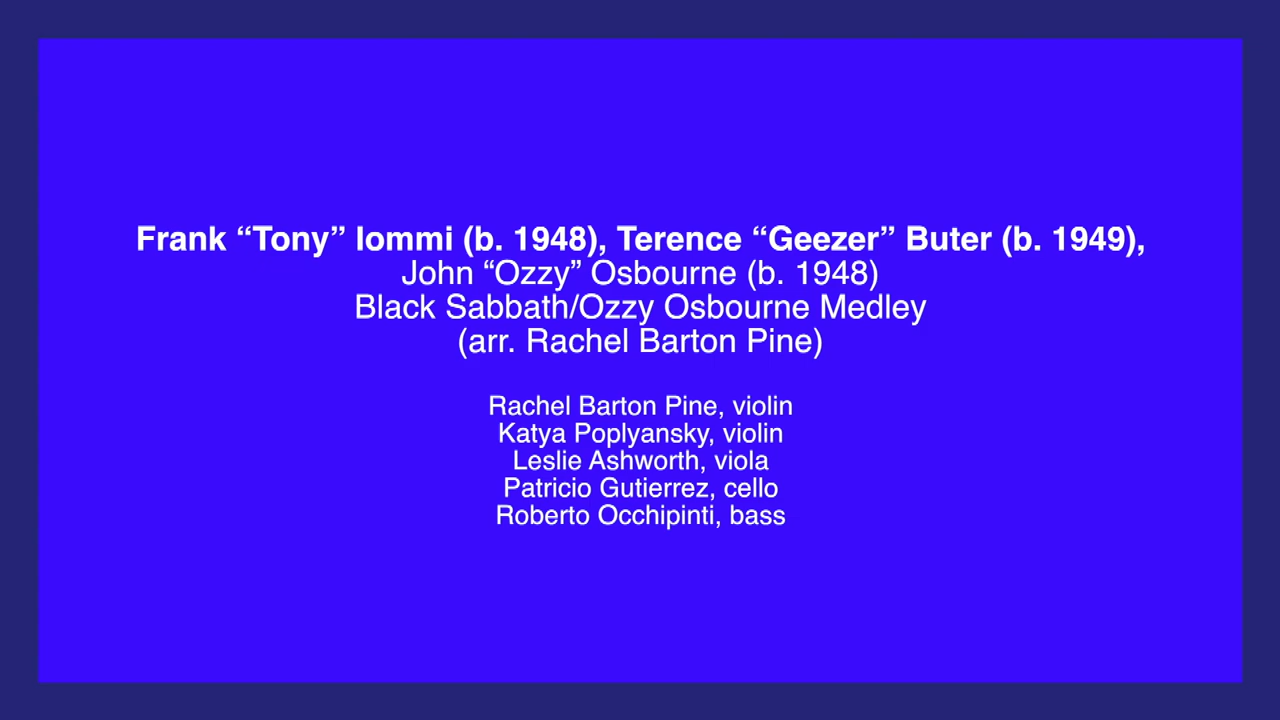 Frank “Tony” Iommi (b. 1948), Terence “Geezer” Buter (b. 1949),
John “Ozzy” Osbourne (b. 1948)
Black Sabbath/Ozzy Osbourne Medley
(arr. Rachel Barton Pine)
Rachel Barton Pine, violin
Katya Poplyansky, violin
Leslie Ashworth, viola
Patricio Gutierrez, cello
Roberto Occhipinti, bass